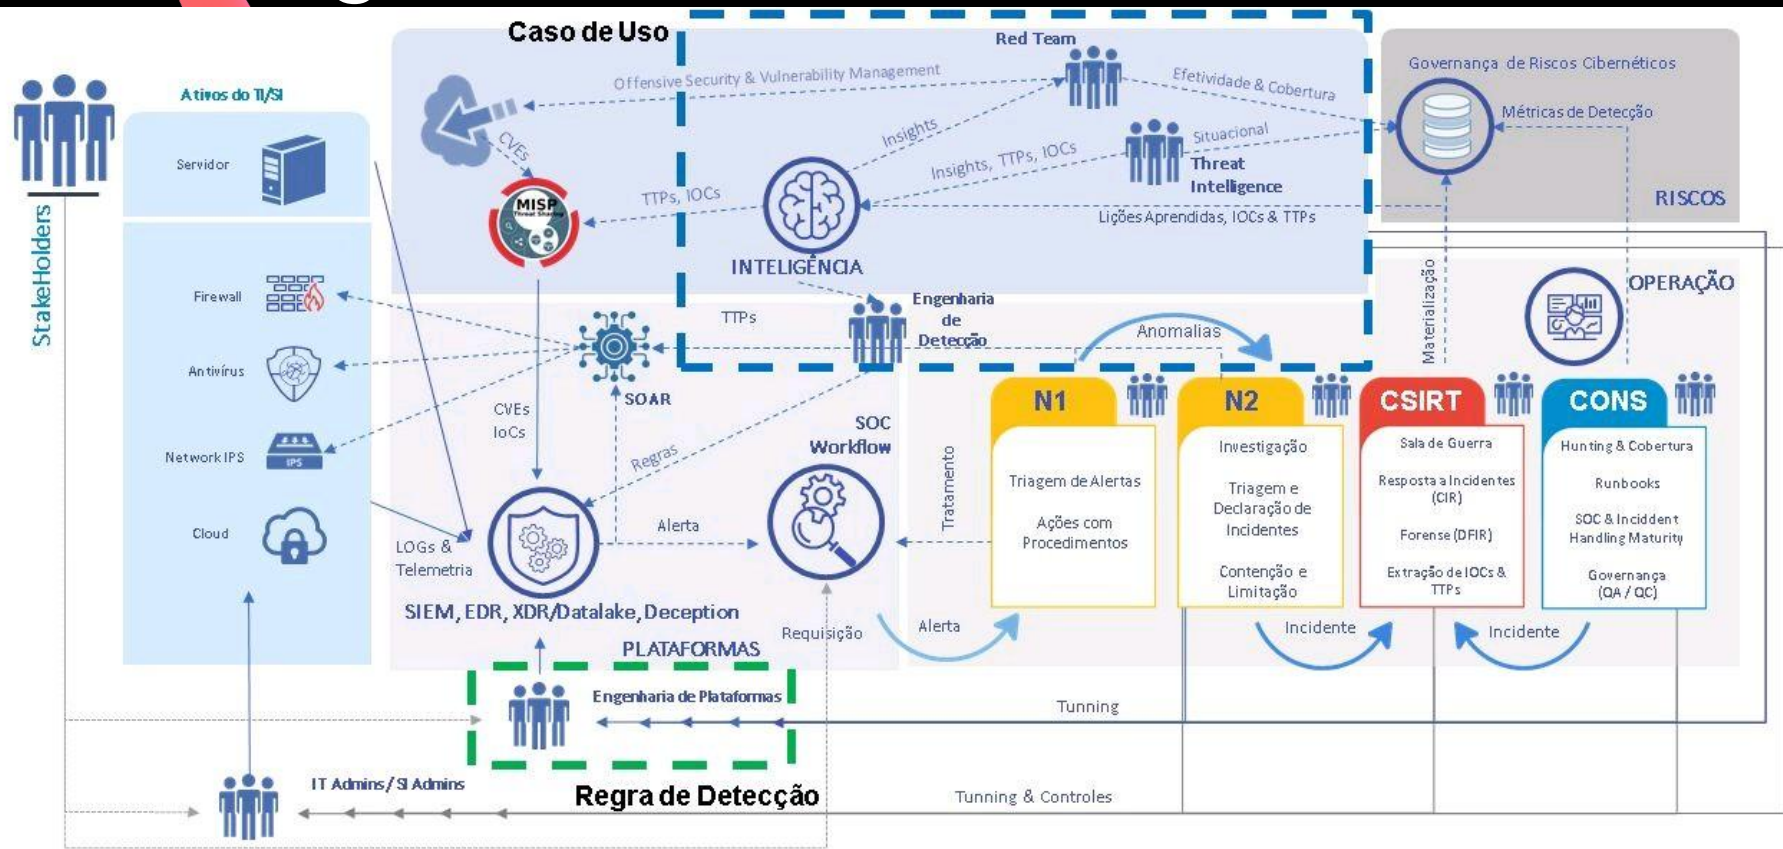 Caso de Uso
StakeHolders
Ativos do TI/SI
Servidor
Firewall
Antivírus
Network IPS
IPS
Cloud
Offensive Security & Vulnerability Management
CVEs
MISP
Threat Sharing
TTPs, IOCs
Red Team
Efetividade & Cobertura
Insights
Insights, TTPs, IOCs
Situacional
Threat
Intelligence
Lições Aprendidas, IOCs & TTPs
INTELIGÊNCIA
Governança de Riscos Cibernéticos
Métricas de Detecção
RISCOS
TTPs
Engenharia
de
Detecção
SOAR
CVEs
IoCs
Regras
SOC
Workflow
Alerta
LOGs &
Telemetria
SIEM, EDR, XDR/Datalake, Deception
PLATAFORMAS
Requisição
Tratamento
Alerta
Anomalias
Materialização
OPERAÇÃO
N1
Triagem de Alertas
Ações com
Procedimentos
N2
Investigação
Triagem e
Declaração de
Incidentes
Contenção e
Limitação
CSIRT
Sala de Guerra
Resposta a Incidentes
(CIR)
Forense (DFIR)
Extração de IOCs &
TTPs
CONS
Hunting & Cobertura
Runbooks
SOC & Inciddent
Handling Maturity
Governança
(QA / QC)
Incidente
Incidente
Engenharia de Plataformas
Tunning
Regra de Detecção
IT Admins / SI Admins
Tunning & Controles